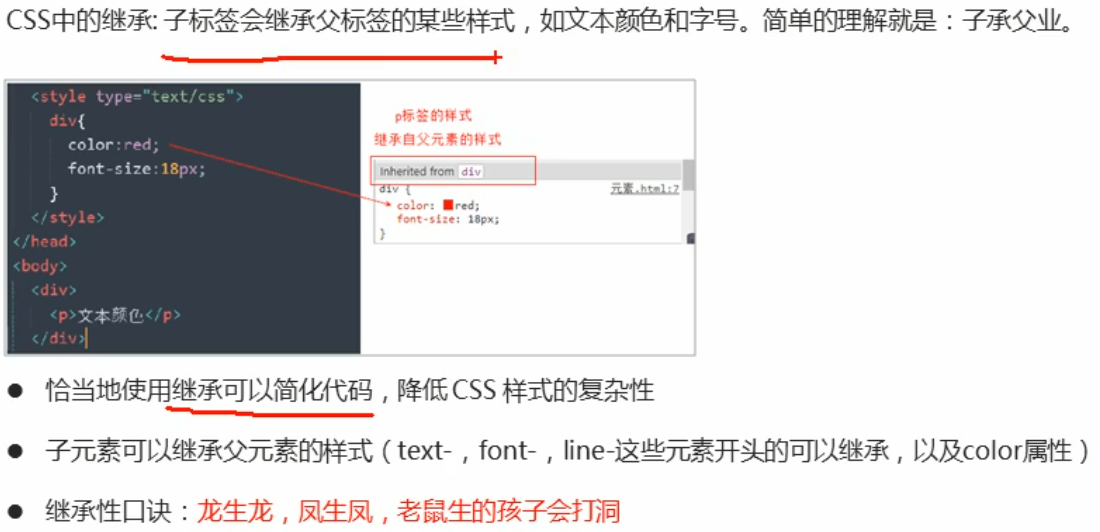 CSS中的继承: 子标签会继承父标签的某些样式，如文本颜色和字号。简单的理解就是：子承父业。
<style type="text/css">
div{
color:red;
font-size:18px;
}
</style>
</head>
<body>
<div>
<p>文本颜色</p>
</div>
p标签的样式
继承自父元素的样式
Inherited from div
div { 元素.html:7
color: red;
font-size: 18px;
}
● 恰当地使用继承可以简化代码，降低 CSS 样式的复杂性
● 子元素可以继承父元素的样式（text-，font-，line-这些元素开头的可以继承，以及color属性）
● 继承性口诀：龙生龙，凤生凤，老鼠生的孩子会打洞